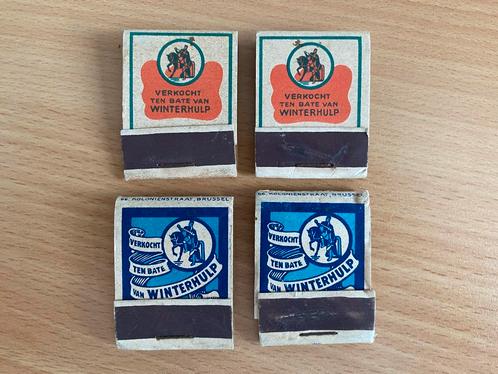 VERKOCHT
TEN BATE VAN
WINTERHULP
VERKOCHT
TEN BATE VAN
WINTERHULP
56, KOLONIENSTRAAT, BRUSSEL
VERKOCHT
TEN BATE
VAN WINTERHULP
KOLONIENSTRAAT, BRUSSEL
VERKOCHT
TEN BATE
VAN WINTERHULP